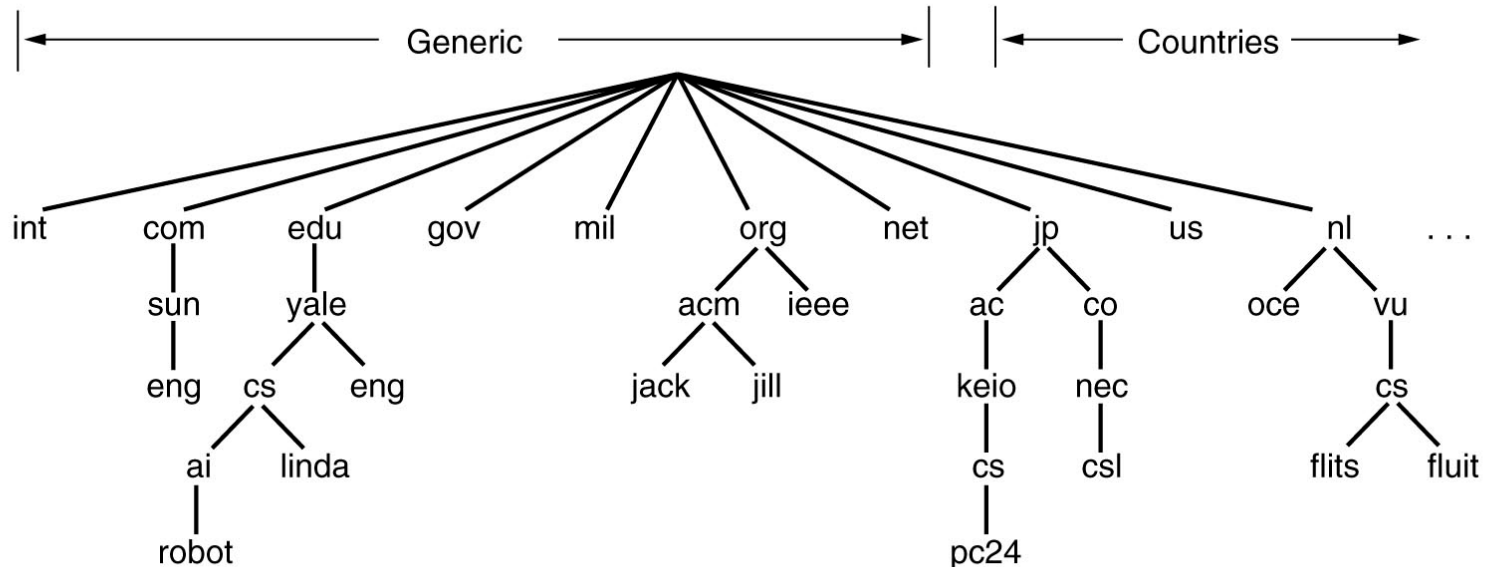 Generic Countries
int com edu gov mil org net jp us nl . . .
sun yale acm ieee ac co oce vu
eng cs eng jack jill keio nec cs
ai linda cs csl flits fluit
robot pc24